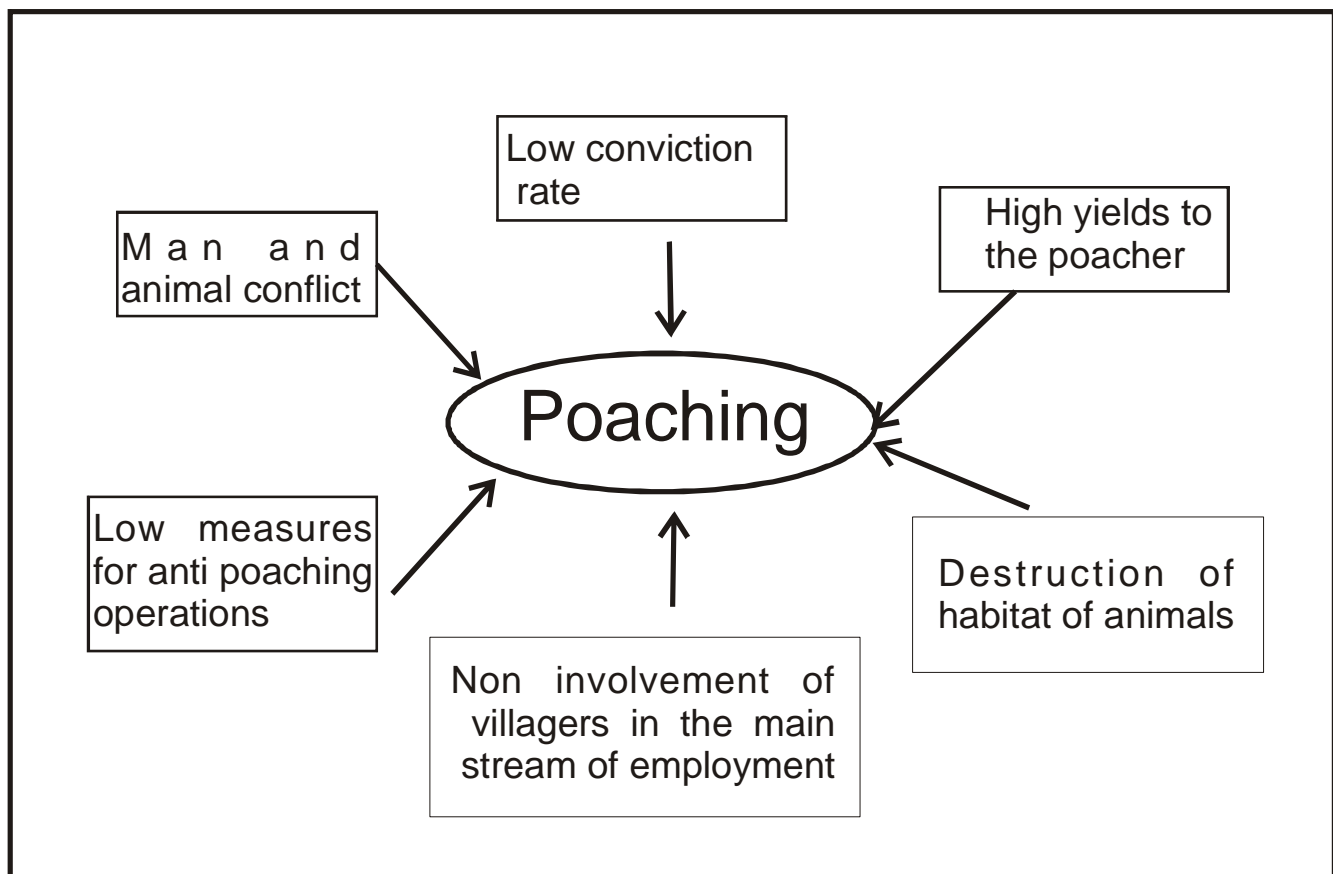 Low conviction
rate
High yields to
the poacher
Man and
animal conflict
Poaching
Low measures
for anti poaching
operations
Destruction of
habitat of animals
Non involvement of
villagers in the main
stream of employment